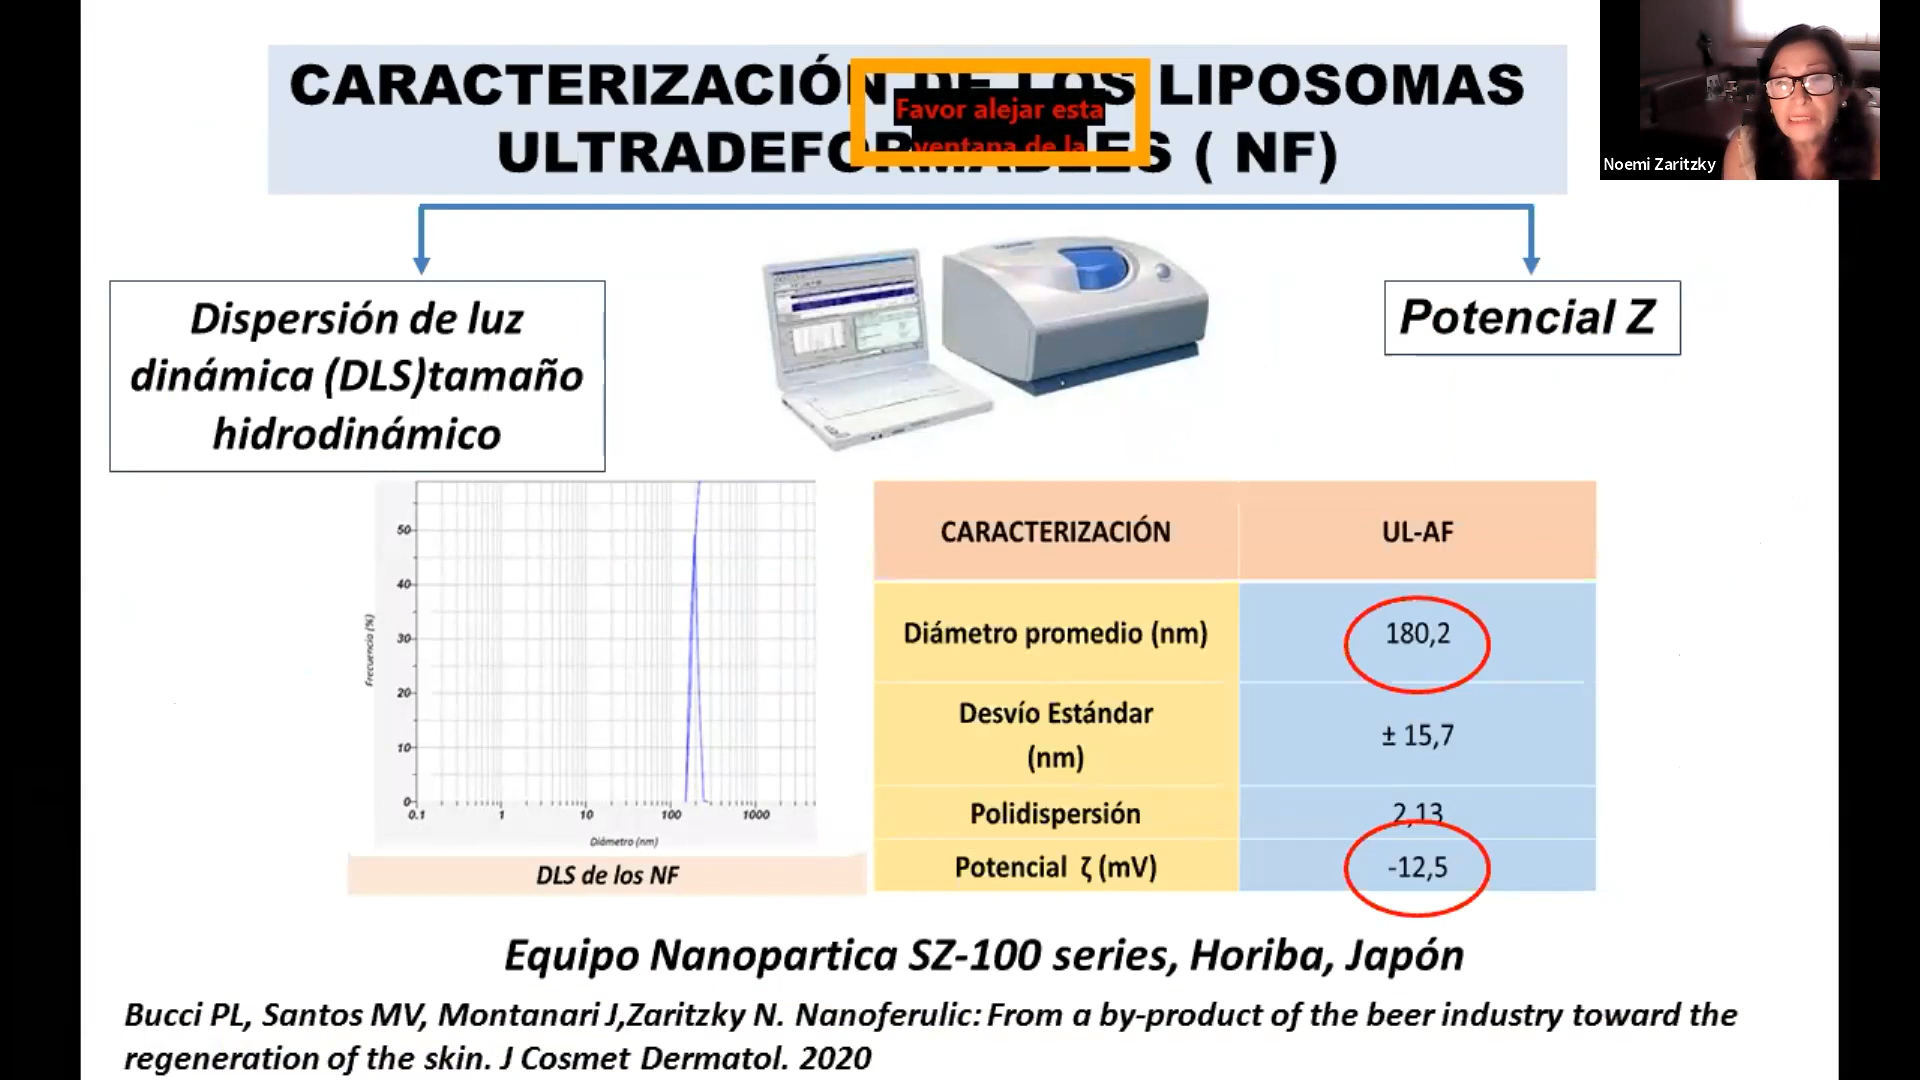 CARACTERIZACIÓN DE LOS LIPOSOMAS
ULTRADEFORMABLES ( NF)
Favor alejar esta
ventana de la
Noemi Zaritzky
Dispersión de luz
dinámica (DLS)tamaño
hidrodinámico
Potencial Z
50
40
30
20
10
0
Frecuencia (%)
0.1 1 10 100 1000
Diámetro (nm)
DLS de los NF
CARACTERIZACIÓN UL-AF
Diámetro promedio (nm) 180,2
Desvío Estándar
(nm) ± 15,7
Polidispersión 2,13
Potencial ζ (mV) -12,5
Equipo Nanopartica SZ-100 series, Horiba, Japón
Bucci PL, Santos MV, Montanari J,Zaritzky N. Nanoferulic: From a by-product of the beer industry toward the
regeneration of the skin. J Cosmet Dermatol. 2020